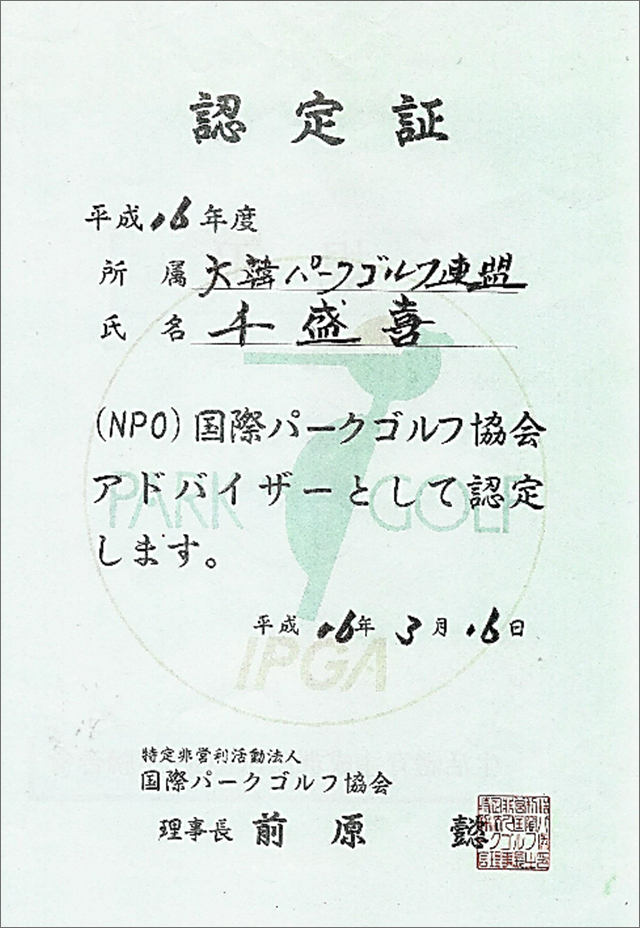 認定証
平成16年度
所属 大韓パークゴルフ連盟
氏名 千盛喜
(NPO)国際パークゴルフ協会
アドバイザーとして認定
します。
PARK GOLF
平成16年3月16日
IPGA
特定非営利活動法人
国際パークゴルフ協会
理事長 前原 懿